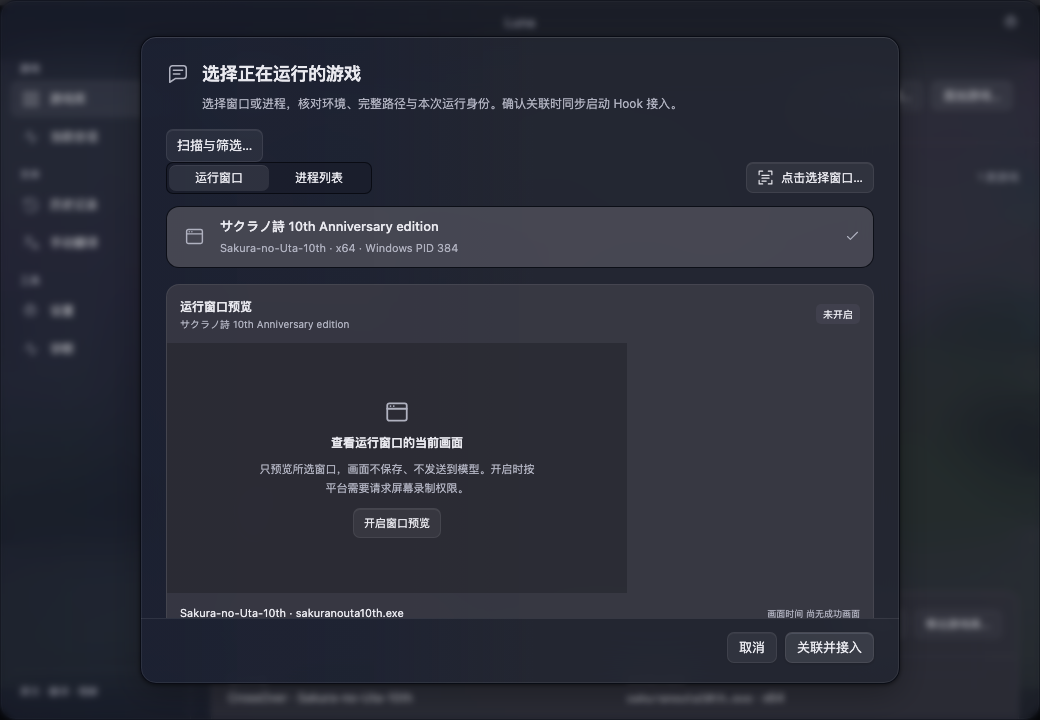 选择正在运行的游戏
选择窗口或进程，核对环境、完整路径与本次运行身份。确认关联时同步启动 Hook 接入。
扫描与筛选...
运行窗口
进程列表
点击选择窗口...
サクラノ詩 10th Anniversary edition
Sakura-no-Uta-10th · x64 · Windows PID 384
运行窗口预览
サクラノ詩 10th Anniversary edition
未开启
查看运行窗口的当前画面
只预览所选窗口，画面不保存、不发送到模型。开启时按
平台需要请求屏幕录制权限。
开启窗口预览
Sakura-no-Uta-10th · sakuranouta10th.exe
画面时间 尚无成功画面
取消
关联并接入